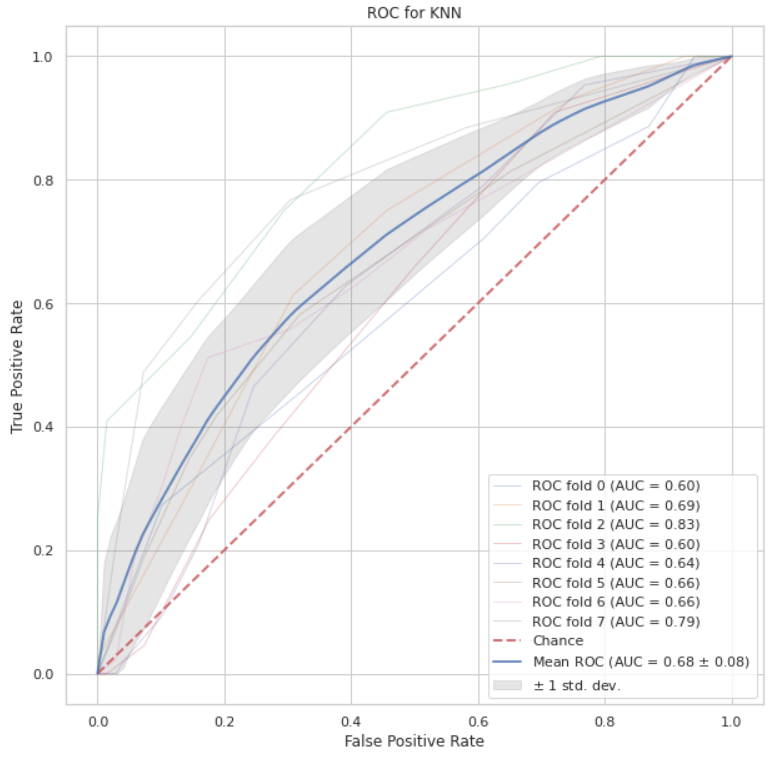 ROC for KNN
True Positive Rate
1.0
0.8
0.6
0.4
0.2
0.0
ROC fold 0 (AUC = 0.60)
ROC fold 1 (AUC = 0.69)
ROC fold 2 (AUC = 0.83)
ROC fold 3 (AUC = 0.60)
ROC fold 4 (AUC = 0.64)
ROC fold 5 (AUC = 0.66)
ROC fold 6 (AUC = 0.66)
ROC fold 7 (AUC = 0.79)
Chance
Mean ROC (AUC = 0.68 ± 0.08)
± 1 std. dev.
0.0 0.2 0.4 0.6 0.8 1.0
False Positive Rate